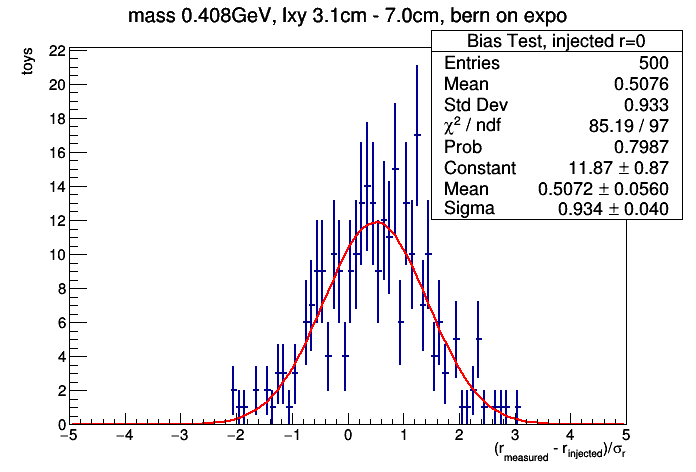 mass 0.408GeV, lxy 3.1cm - 7.0cm, bern on expo
Bias Test, injected r=0
Entries 500
Mean 0.5076
Std Dev 0.933
χ² / ndf 85.19 / 97
Prob 0.7987
Constant 11.87 ± 0.87
Mean 0.5072 ± 0.0560
Sigma 0.934 ± 0.040
toys
22
20
18
16
14
12
10
8
6
4
2
0
−5 −4 −3 −2 −1 0 1 2 3 4 5
(r_measured - r_injected)/σ_r